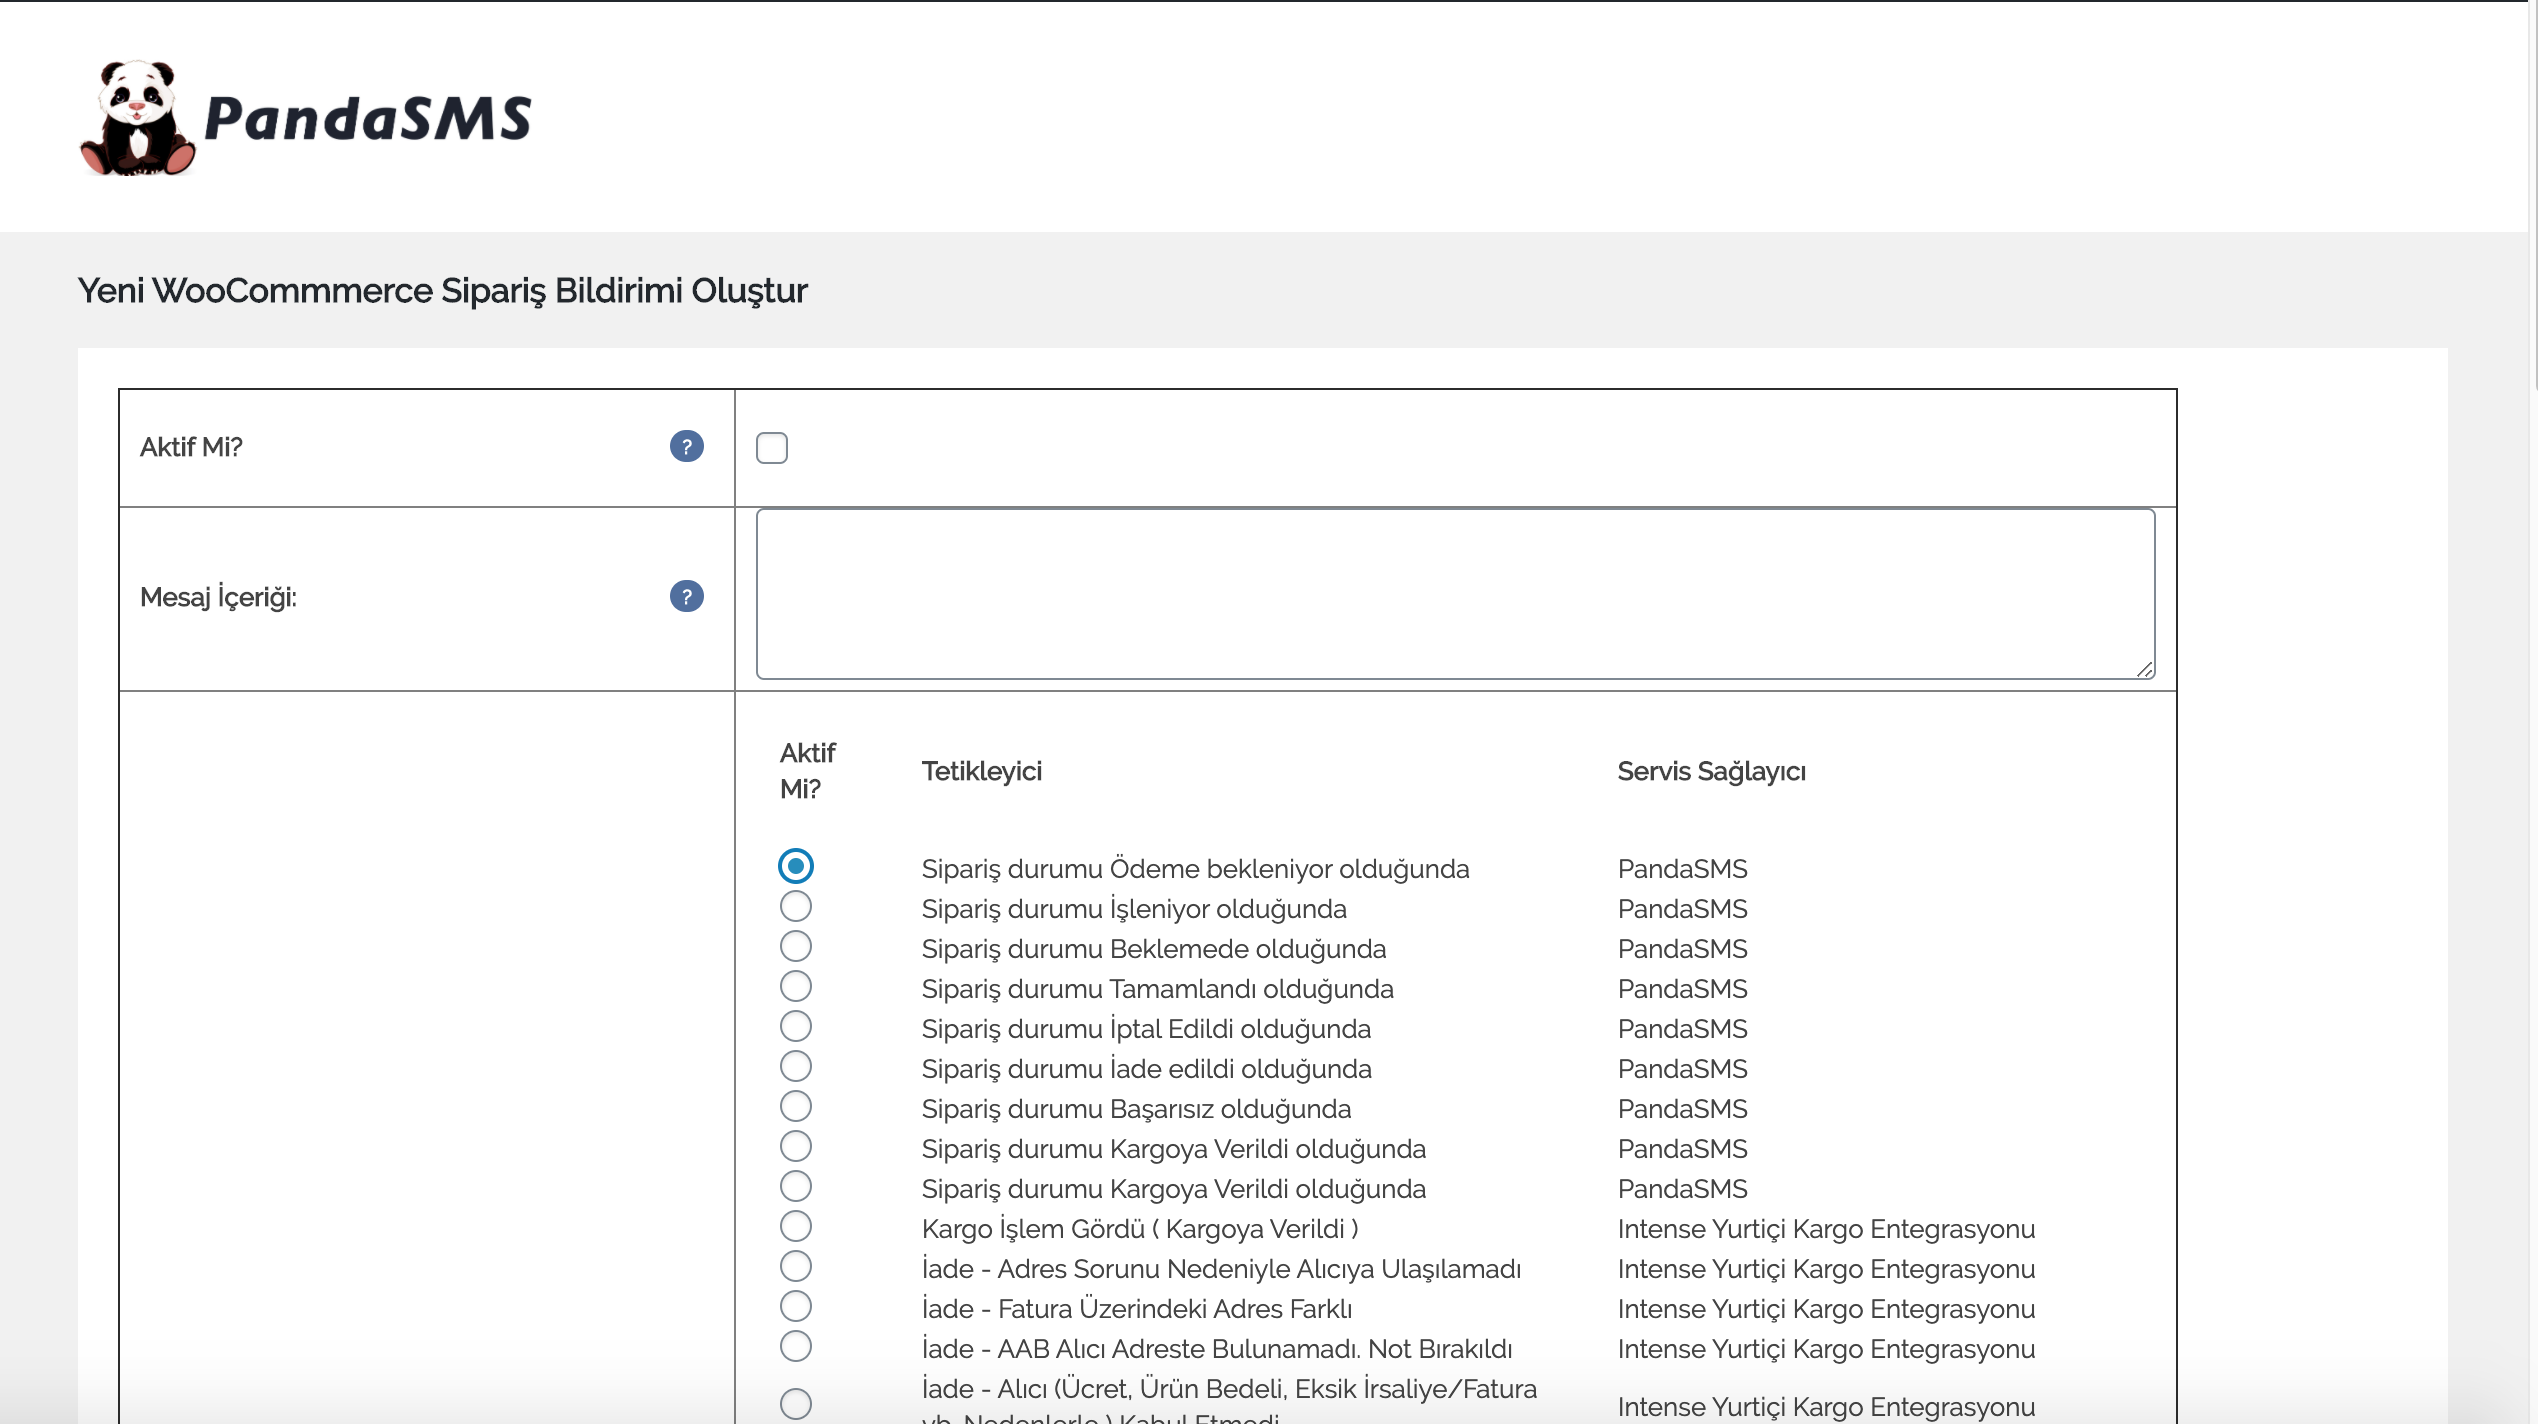 PandaSMS
Yeni WooCommmerce Sipariş Bildirimi Oluştur
Aktif Mi? ?
Mesaj İçeriği: ?
Aktif Mi? Tetikleyici Servis Sağlayıcı
Sipariş durumu Ödeme bekleniyor olduğunda PandaSMS
Sipariş durumu İşleniyor olduğunda PandaSMS
Sipariş durumu Beklemede olduğunda PandaSMS
Sipariş durumu Tamamlandı olduğunda PandaSMS
Sipariş durumu İptal Edildi olduğunda PandaSMS
Sipariş durumu İade edildi olduğunda PandaSMS
Sipariş durumu Başarısız olduğunda PandaSMS
Sipariş durumu Kargoya Verildi olduğunda PandaSMS
Sipariş durumu Kargoya Verildi olduğunda PandaSMS
Kargo İşlem Gördü ( Kargoya Verildi ) Intense Yurtiçi Kargo Entegrasyonu
İade - Adres Sorunu Nedeniyle Alıcıya Ulaşılamadı Intense Yurtiçi Kargo Entegrasyonu
İade - Fatura Üzerindeki Adres Farklı Intense Yurtiçi Kargo Entegrasyonu
İade - AAB Alıcı Adreste Bulunamadı. Not Bırakıldı Intense Yurtiçi Kargo Entegrasyonu
İade - Alıcı (Ücret, Ürün Bedeli, Eksik İrsaliye/Fatura
vb. Nedenlerle ) Kabul Etmedi Intense Yurtiçi Kargo Entegrasyonu